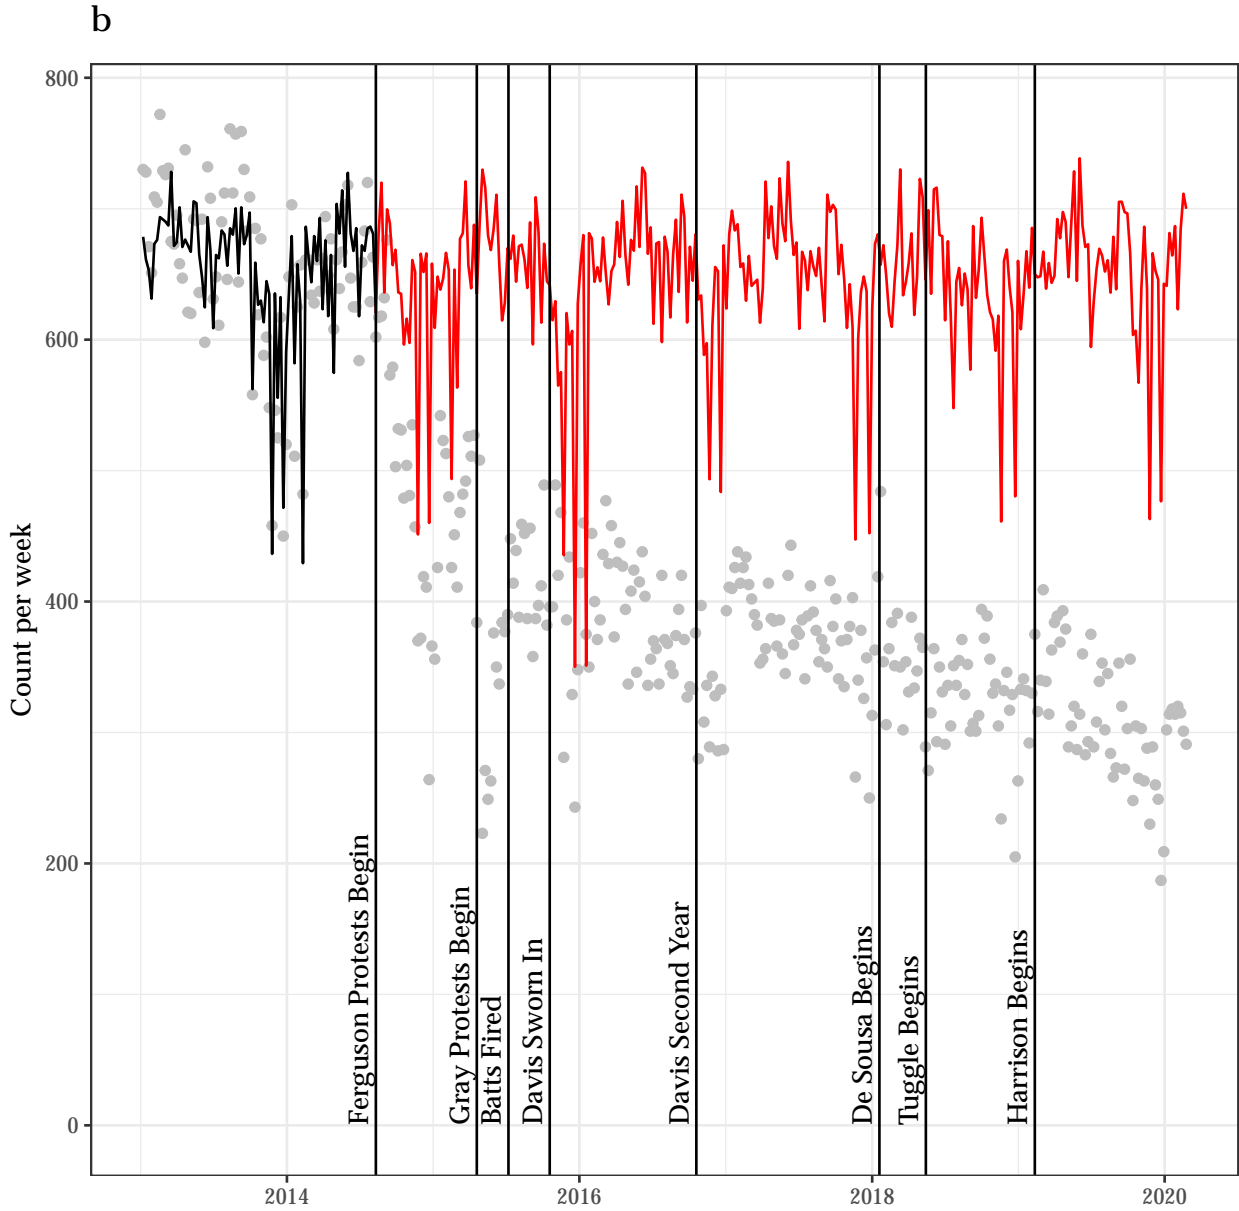 b
Count per week
800
600
400
200
0
Ferguson Protests Begin
Gray Protests Begin
Batts Fired
Davis Sworn In
Davis Second Year
De Sousa Begins
Tuggle Begins
Harrison Begins
2014
2016
2018
2020